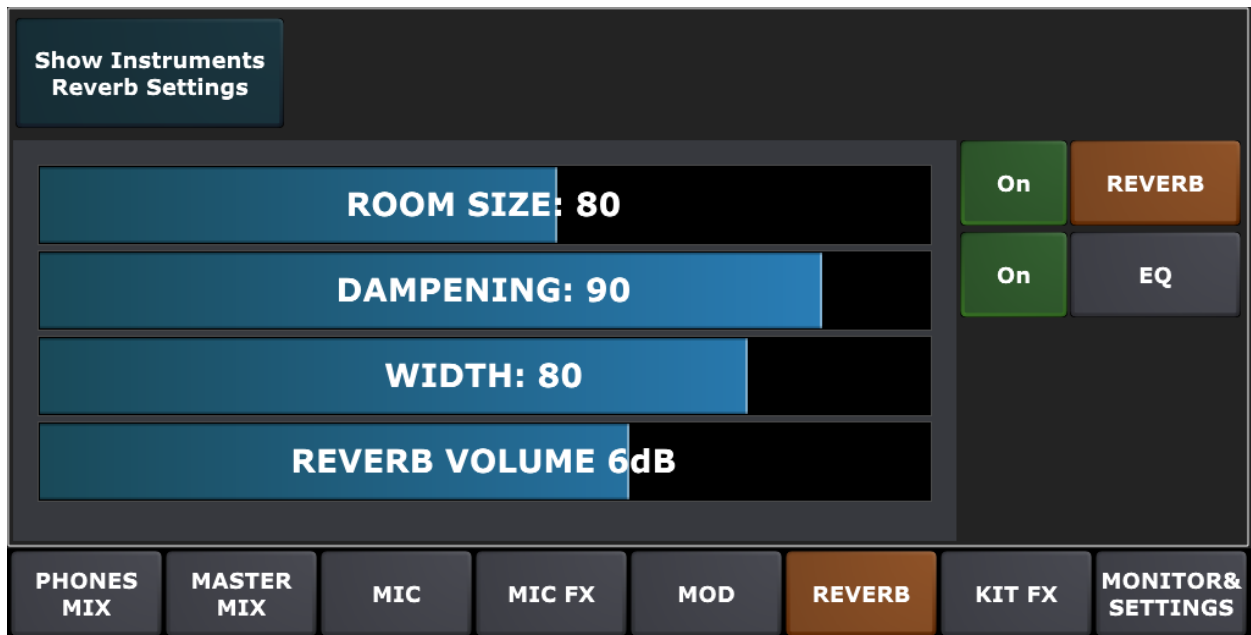 Show Instruments
Reverb Settings
ROOM SIZE: 80
On
REVERB
DAMPENING: 90
On
EQ
WIDTH: 80
REVERB VOLUME 6dB
PHONES
MIX
MASTER
MIX
MIC
MIC FX
MOD
REVERB
KIT FX
MONITOR&
SETTINGS